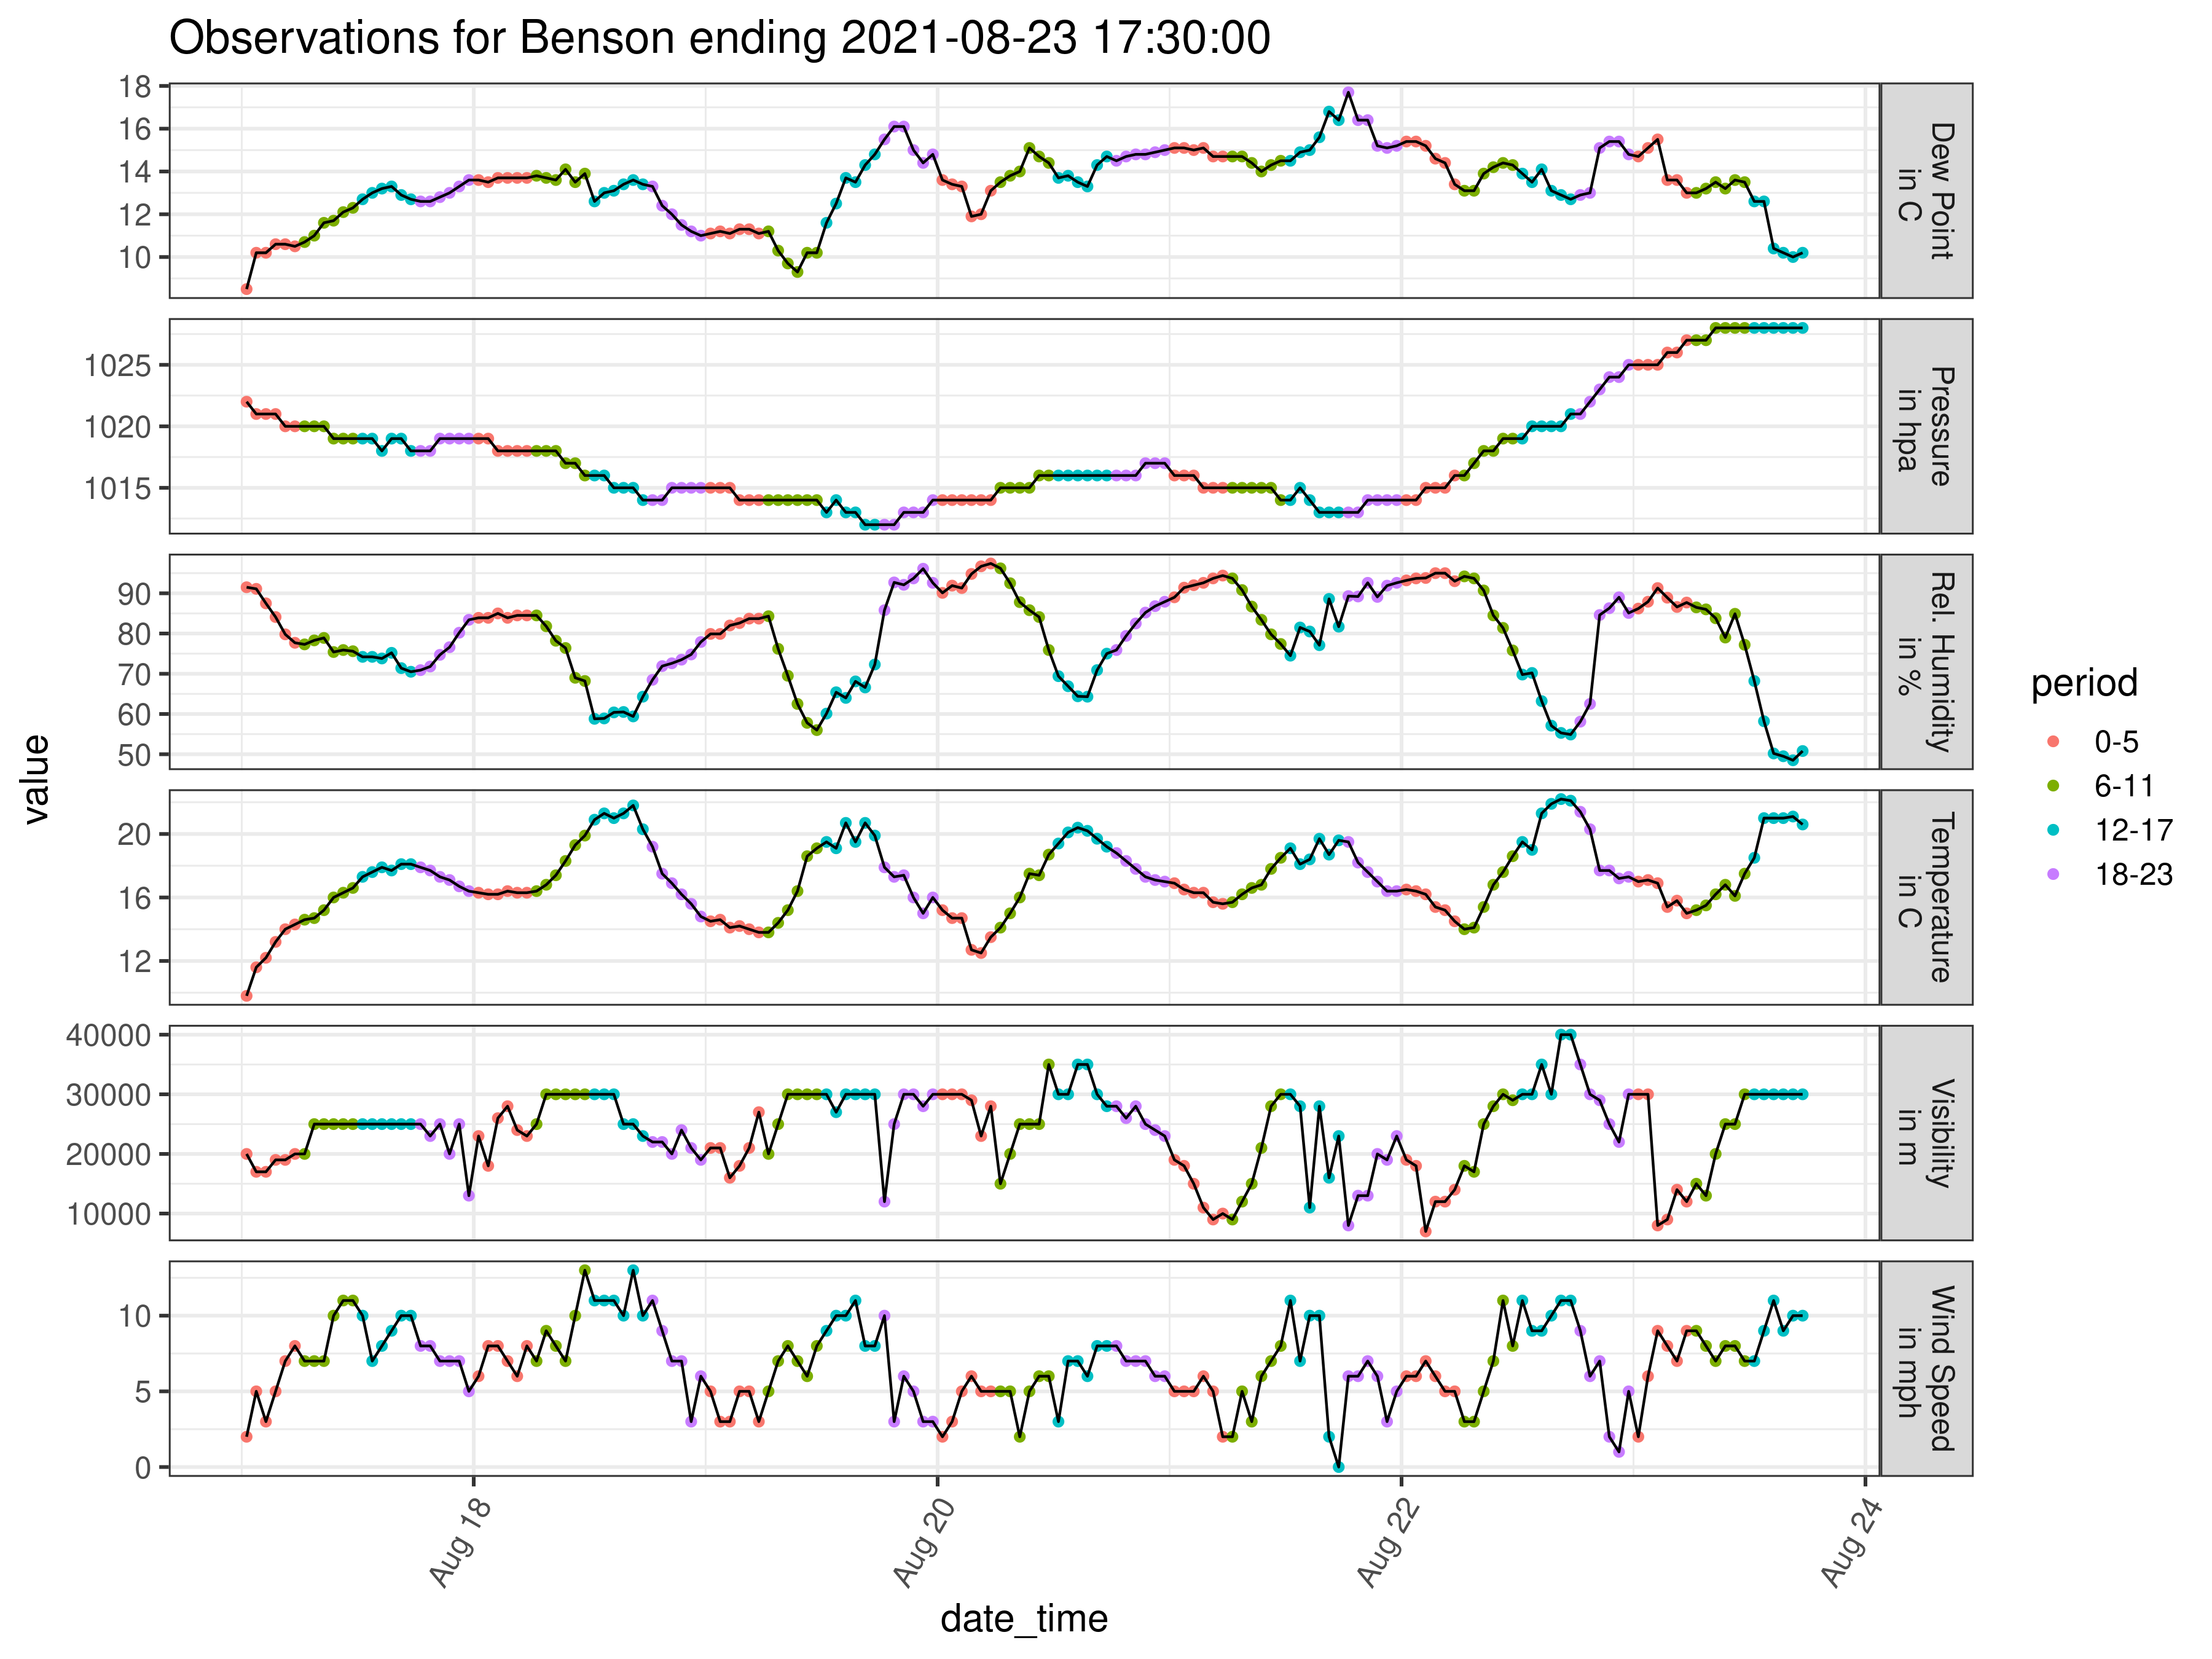 Observations for Benson ending 2021-08-23 17:30:00
value
18
16
14
12
10
Dew Point
in C
1025
1020
1015
Pressure
in hpa
90
80
70
60
50
Rel. Humidity
in %
20
16
12
Temperature
in C
40000
30000
20000
10000
Visibility
in m
10
5
0
Wind Speed
in mph
Aug 18
Aug 20
Aug 22
Aug 24
date_time
period
0-5
6-11
12-17
18-23